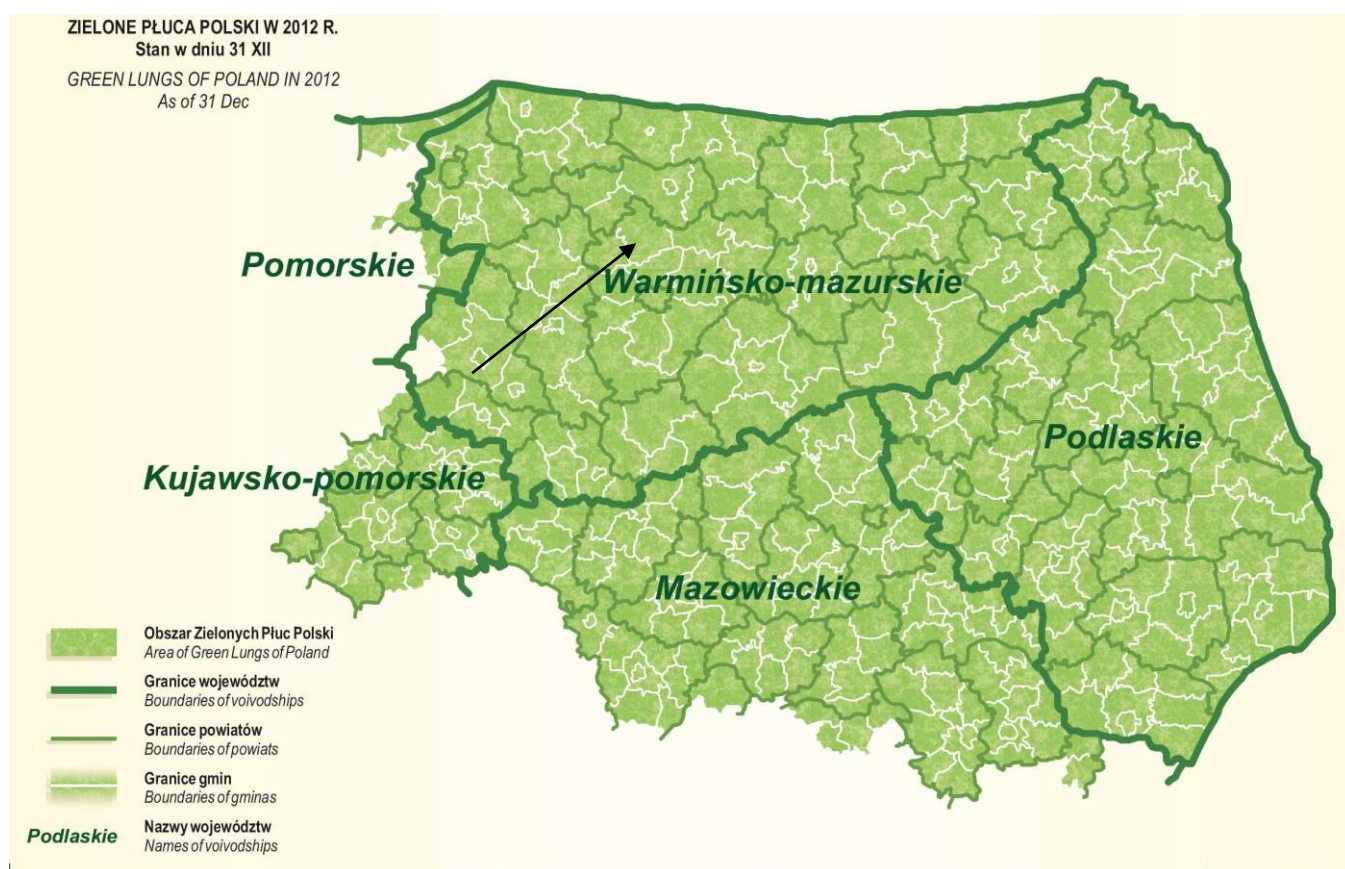 ZIELONE PŁUCA POLSKI W 2012 R.
Stan w dniu 31 XII
GREEN LUNGS OF POLAND IN 2012
As of 31 Dec
Pomorskie
Warmińsko-mazurskie
Podlaskie
Kujawsko-pomorskie
Mazowieckie
Obszar Zielonych Płuc Polski
Area of Green Lungs of Poland
Granice województw
Boundaries of voivodships
Granice powiatów
Boundaries of powiats
Granice gmin
Boundaries of gminas
Podlaskie
Nazwy województw
Names of voivodships